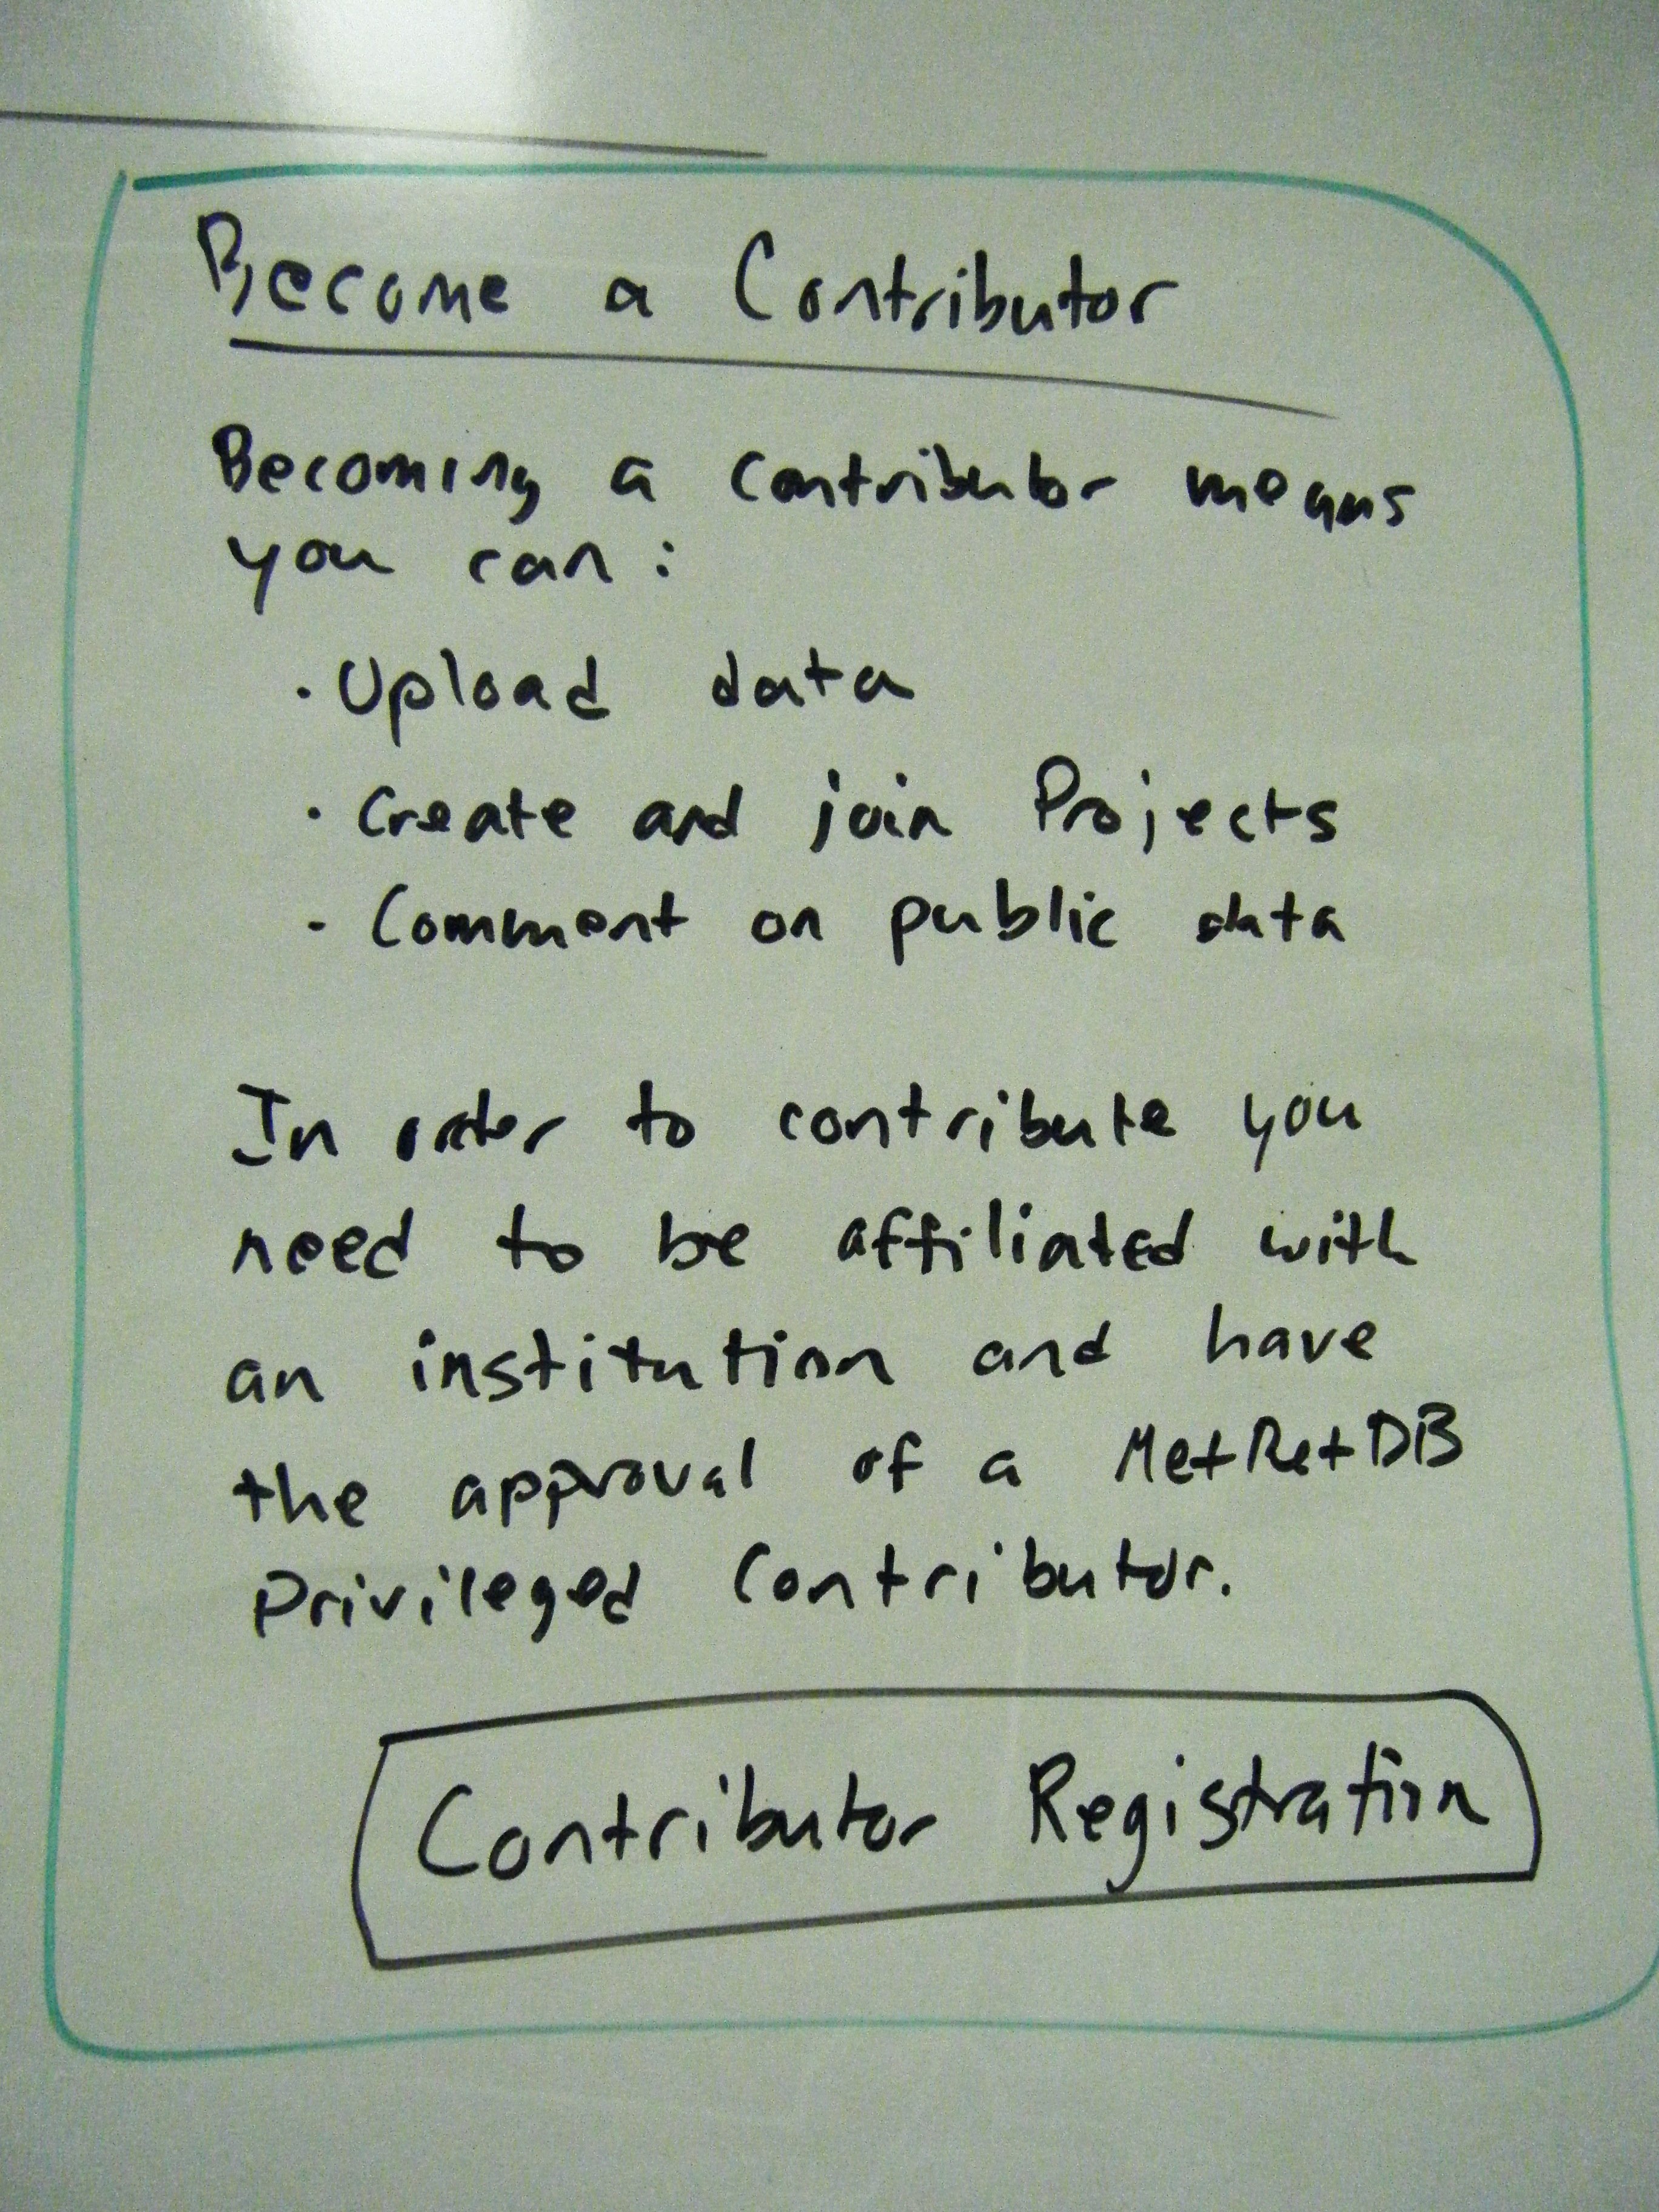 Become a Contributor
Becoming a contributor means
you can:
· Upload data
· Create and join Projects
· Comment on public data
In order to contribute you
need to be affiliated with
an institution and have
the approval of a MetRetDB
Privileged Contributor.
Contributor Registration